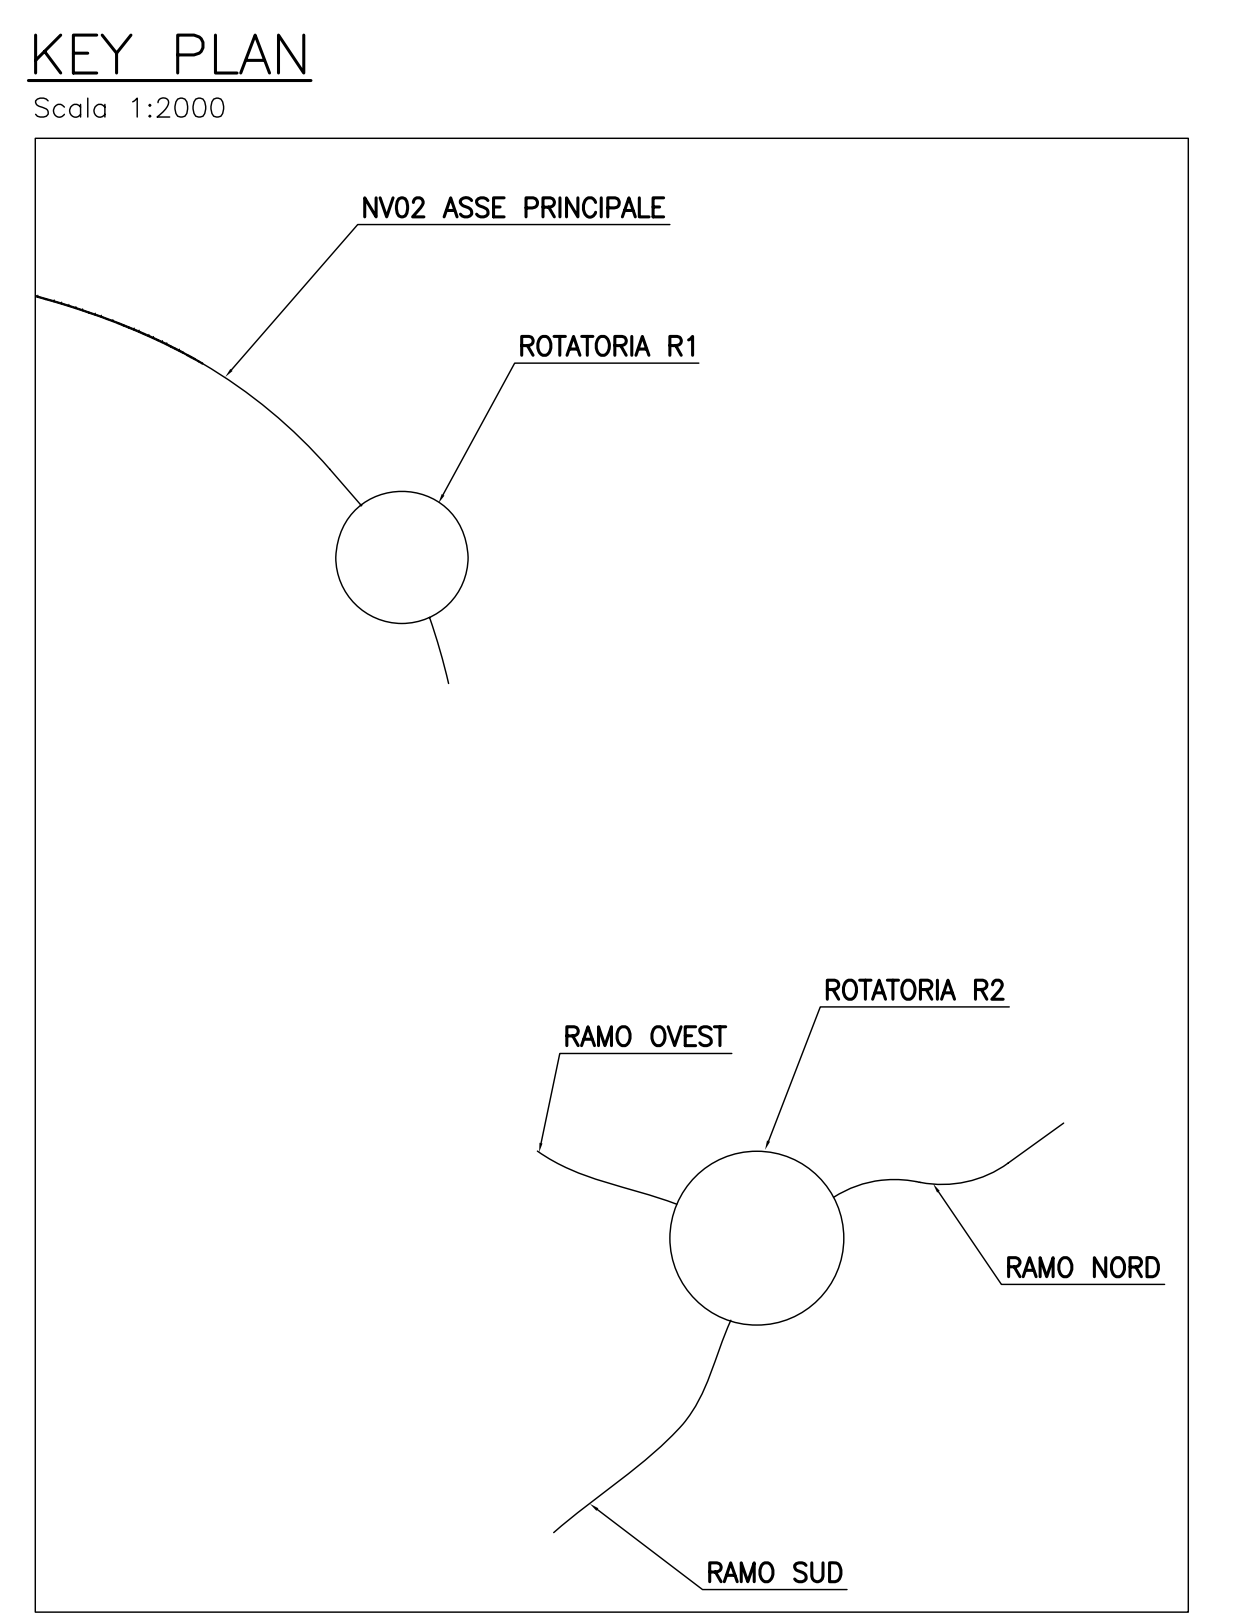 KEY PLAN
Scala 1:2000
NV02 ASSE PRINCIPALE
ROTATORIA R1
ROTATORIA R2
RAMO OVEST
RAMO NORD
RAMO SUD